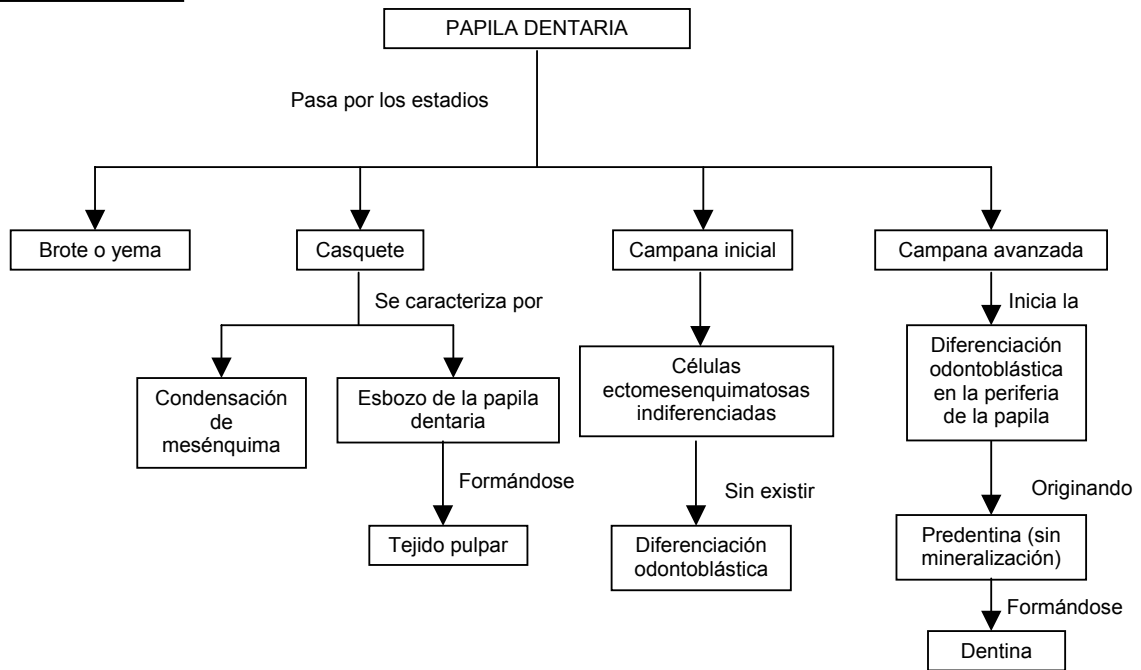 PAPILA DENTARIA
Pasa por los estadios
Brote o yema
Casquete
Campana inicial
Campana avanzada
Se caracteriza por
Inicia la
Condensación
de
mesénquima
Esbozo de la papila
dentaria
Células
ectomesenquimatosas
indiferenciadas
Diferenciación
odontoblástica
en la periferia
de la papila
Formándose
Sin existir
Originando
Tejido pulpar
Diferenciación
odontoblástica
Predentina (sin
mineralización)
Formándose
Dentina